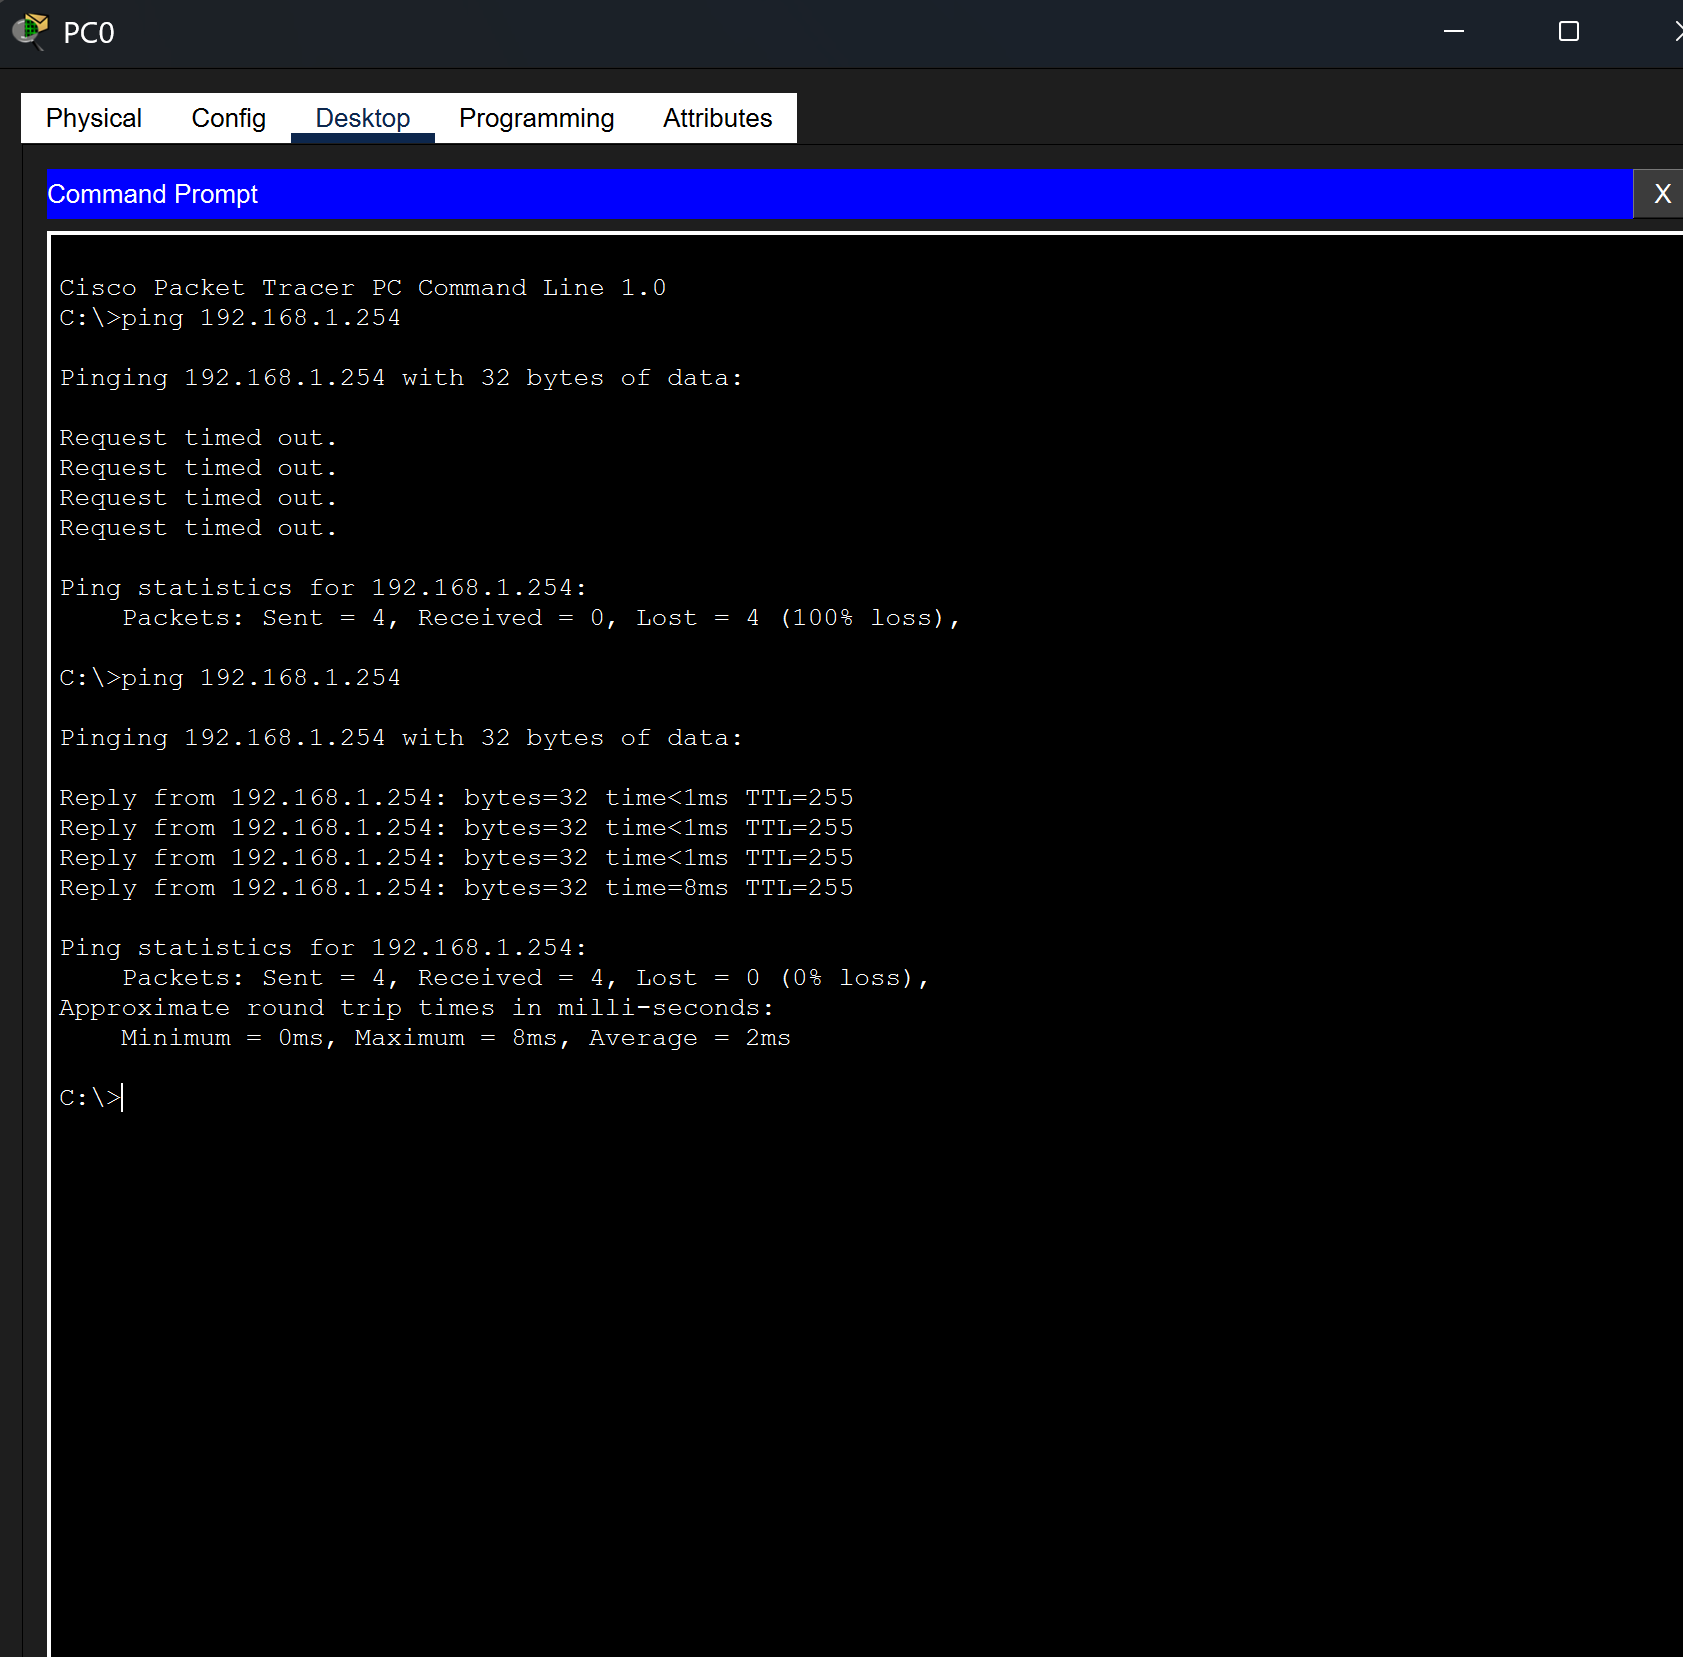 PC0
Physical Config Desktop Programming Attributes
Command Prompt
X
Cisco Packet Tracer PC Command Line 1.0
C:\>ping 192.168.1.254
Pinging 192.168.1.254 with 32 bytes of data:
Request timed out.
Request timed out.
Request timed out.
Request timed out.
Ping statistics for 192.168.1.254:
Packets: Sent = 4, Received = 0, Lost = 4 (100% loss),
C:\>ping 192.168.1.254
Pinging 192.168.1.254 with 32 bytes of data:
Reply from 192.168.1.254: bytes=32 time<1ms TTL=255
Reply from 192.168.1.254: bytes=32 time<1ms TTL=255
Reply from 192.168.1.254: bytes=32 time<1ms TTL=255
Reply from 192.168.1.254: bytes=32 time=8ms TTL=255
Ping statistics for 192.168.1.254:
Packets: Sent = 4, Received = 4, Lost = 0 (0% loss),
Approximate round trip times in milli-seconds:
Minimum = 0ms, Maximum = 8ms, Average = 2ms
C:\>